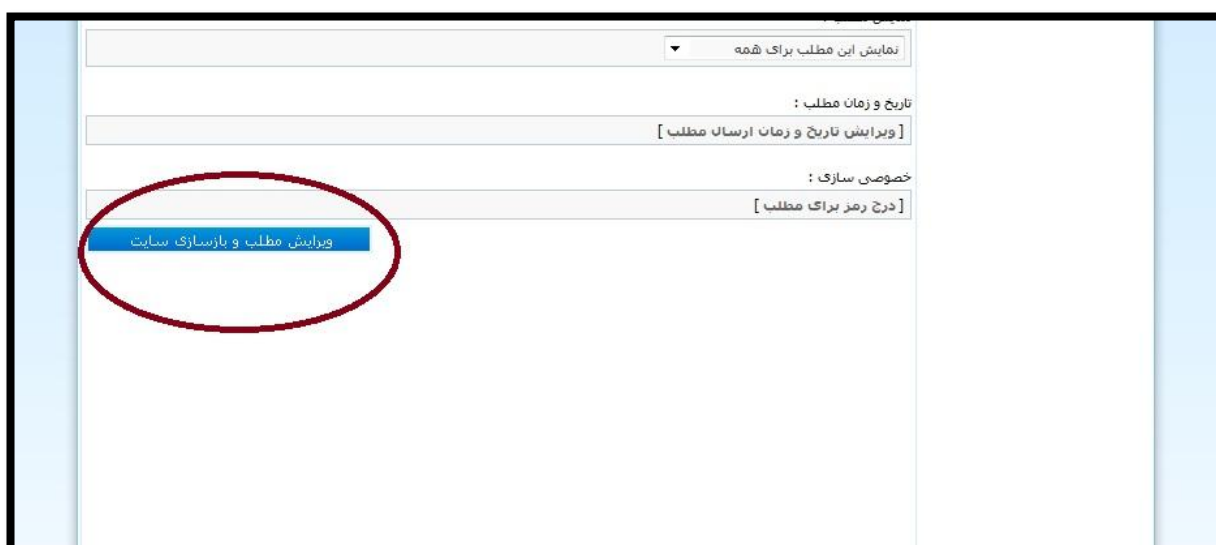 نمایش این مطلب برای همه
تاریخ و زمان مطلب :
[ ویرایش تاریخ و زمان ارسال مطلب ]
خصوصی سازی :
[ درج رمز برای مطلب ]
ویرایش مطلب و بازسازی سایت